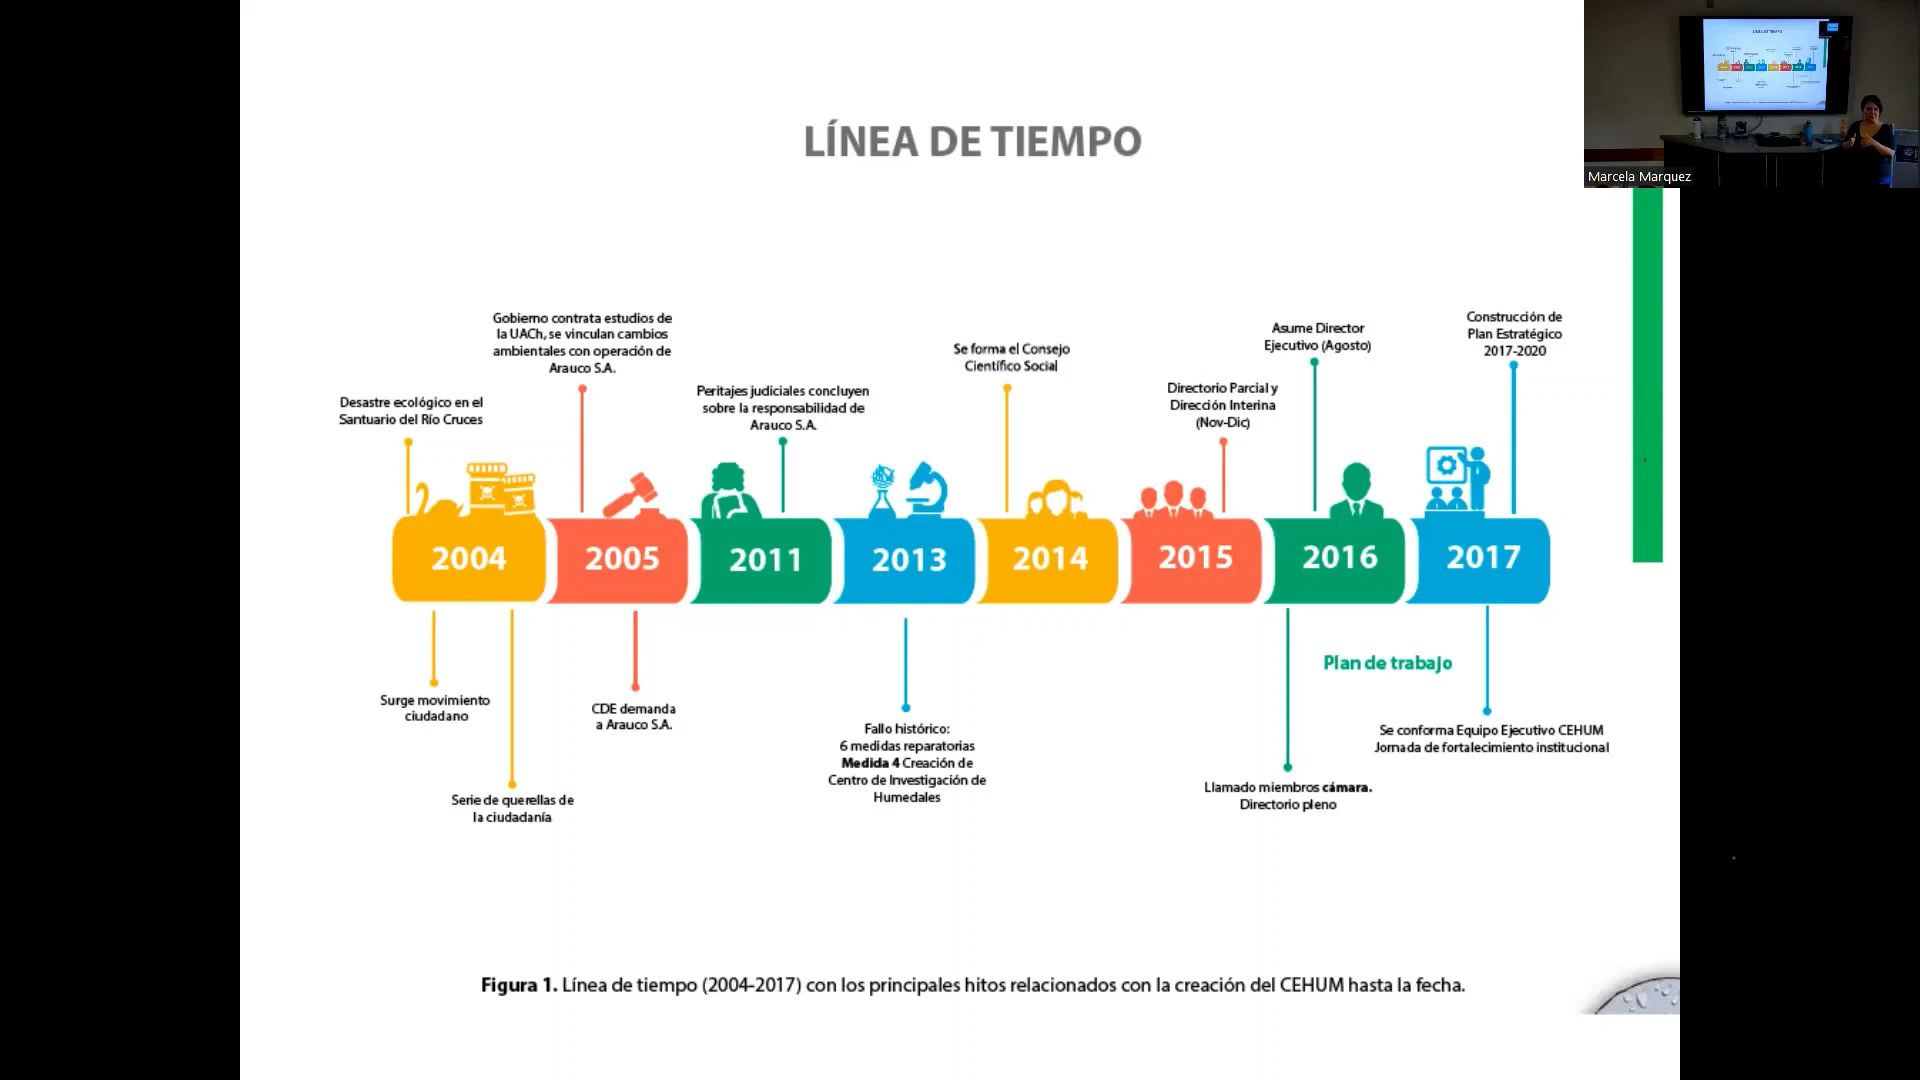 LÍNEA DE TIEMPO
Marcela Marquez
Desastre ecológico en el
Santuario del Río Cruces
Gobierno contrata estudios de
la UACh, se vinculan cambios
ambientales con operación de
Arauco S.A.
Peritajes judiciales concluyen
sobre la responsabilidad de
Arauco S.A.
Se forma el Consejo
Científico Social
Directorio Parcial y
Dirección Interina
(Nov-Dic)
Asume Director
Ejecutivo (Agosto)
Construcción de
Plan Estratégico
2017-2020
2004
2005
2011
2013
2014
2015
2016
2017
Surge movimiento
ciudadano
Serie de querellas de
la ciudadanía
CDE demanda
a Arauco S.A.
Fallo histórico:
6 medidas reparatorias
Medida 4 Creación de
Centro de Investigación de
Humedales
Llamado miembros cámara.
Directorio pleno
Plan de trabajo
Se conforma Equipo Ejecutivo CEHUM
Jornada de fortalecimiento institucional
Figura 1. Línea de tiempo (2004-2017) con los principales hitos relacionados con la creación del CEHUM hasta la fecha.